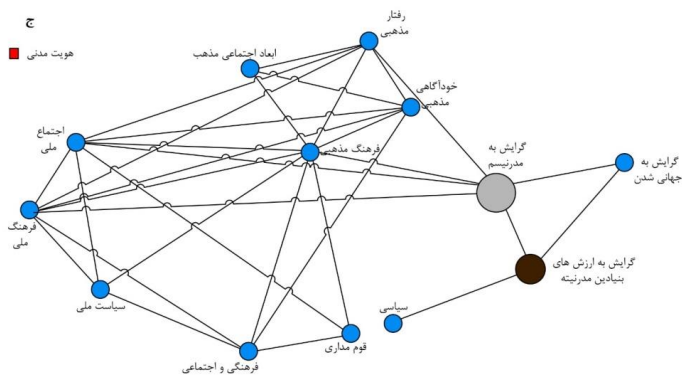 ج
هویت مدنی
رفتار
مذهبی
ابعاد اجتماعی مذهب
خودآگاهی
مذهبی
اجتماع
ملی
فرهنگ مذهبی
گرایش به
مدرنیسم
گرایش به
جهانی شدن
فرهنگ
ملی
گرایش به ارزش های
بنیادین مدرنیته
سیاست ملی
سیاسی
قوم مداری
فرهنگی و اجتماعی